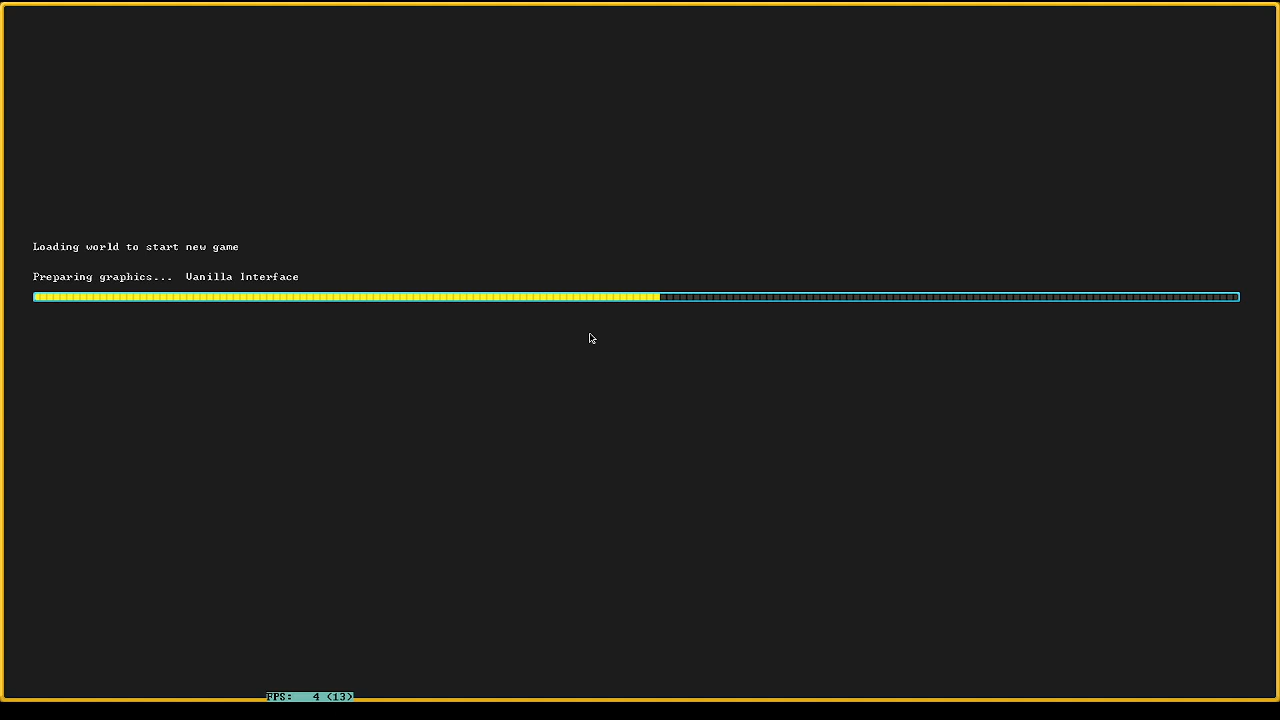 Loading world to start new game
Preparing graphics...  Vanilla Interface
FPS:   4 (13)